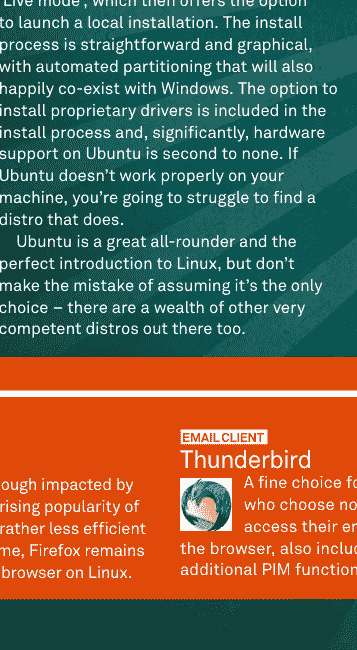 'Live mode', which then offers the option
to launch a local installation. The install
process is straightforward and graphical,
with automated partitioning that will also
happily co-exist with Windows. The option to
install proprietary drivers is included in the
install process and, significantly, hardware
support on Ubuntu is second to none. If
Ubuntu doesn't work properly on your
machine, you're going to struggle to find a
distro that does.
Ubuntu is a great all-rounder and the
perfect introduction to Linux, but don't
make the mistake of assuming it's the only
choice – there are a wealth of other very
competent distros out there too.
ough impacted by
rising popularity of
rather less efficient
me, Firefox remains
browser on Linux.
EMAIL CLIENT
Thunderbird
A fine choice fo
who choose no
access their em
the browser, also inclu
additional PIM function